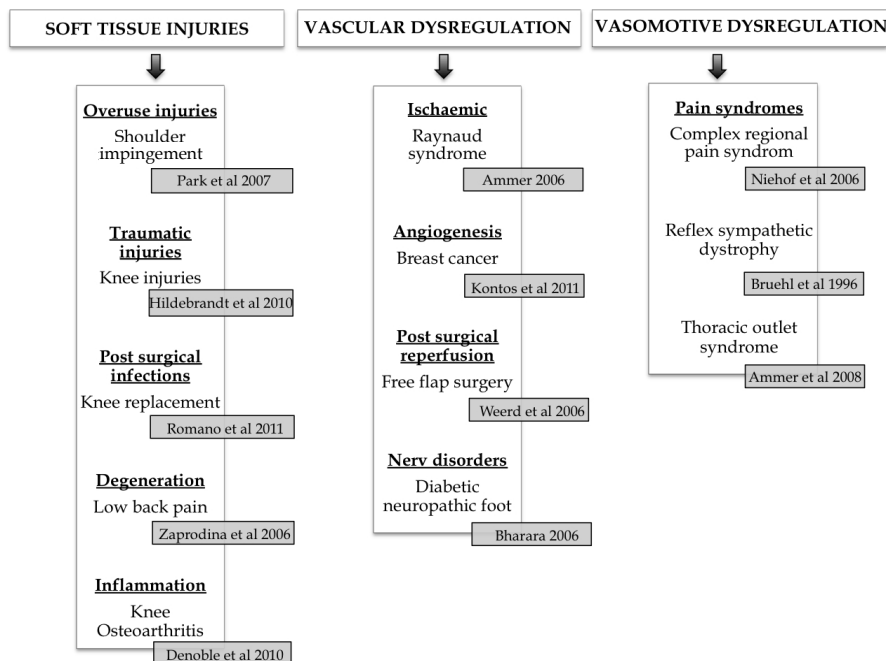 SOFT TISSUE INJURIES
Overuse injuries
Shoulder
impingement
Park et al 2007
Traumatic
injuries
Knee injuries
Hildebrandt et al 2010
Post surgical
infections
Knee replacement
Romano et al 2011
Degeneration
Low back pain
Zaprodina et al 2006
Inflammation
Knee
Osteoarthritis
Denoble et al 2010
VASCULAR DYSREGULATION
Ischaemic
Raynaud
syndrome
Ammer 2006
Angiogenesis
Breast cancer
Kontos et al 2011
Post surgical
reperfusion
Free flap surgery
Weerd et al 2006
Nerv disorders
Diabetic
neuropathic foot
Bharara 2006
VASOMOTIVE DYSREGULATION
Pain syndromes
Complex regional
pain syndrom
Niehof et al 2006
Reflex sympathetic
dystrophy
Bruehl et al 1996
Thoracic outlet
syndrome
Ammer et al 2008